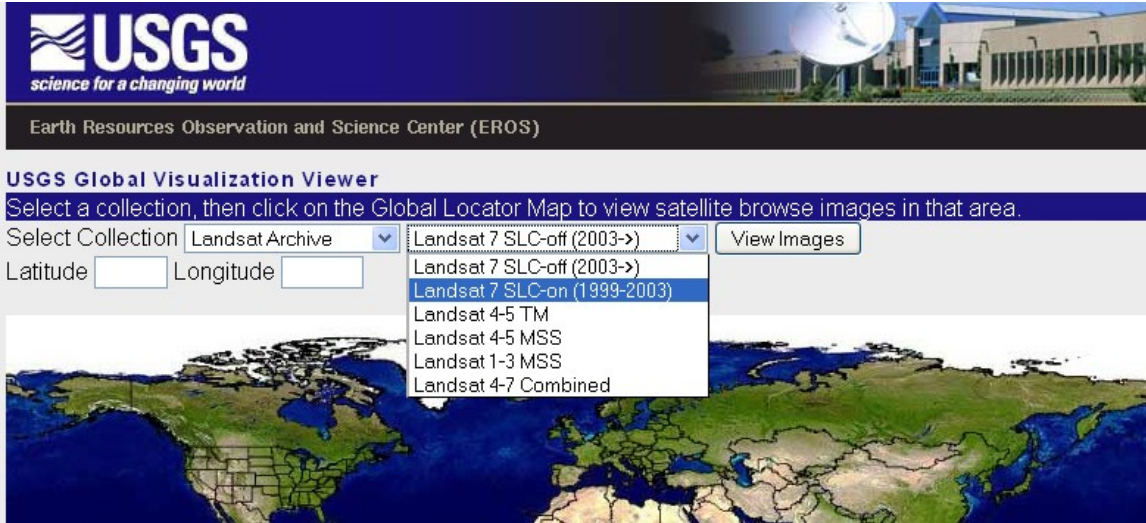 USGS
science for a changing world
Earth Resources Observation and Science Center (EROS)
USGS Global Visualization Viewer
Select a collection, then click on the Global Locator Map to view satellite browse images in that area.
Select Collection Landsat Archive Landsat 7 SLC-off (2003->) View Images
Latitude Longitude
Landsat 7 SLC-off (2003->)
Landsat 7 SLC-on (1999-2003)
Landsat 4-5 TM
Landsat 4-5 MSS
Landsat 1-3 MSS
Landsat 4-7 Combined